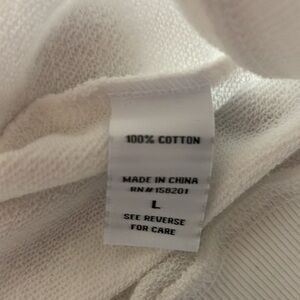 100% COTTON
MADE IN CHINA
RN# 158201
L
SEE REVERSE
FOR CARE